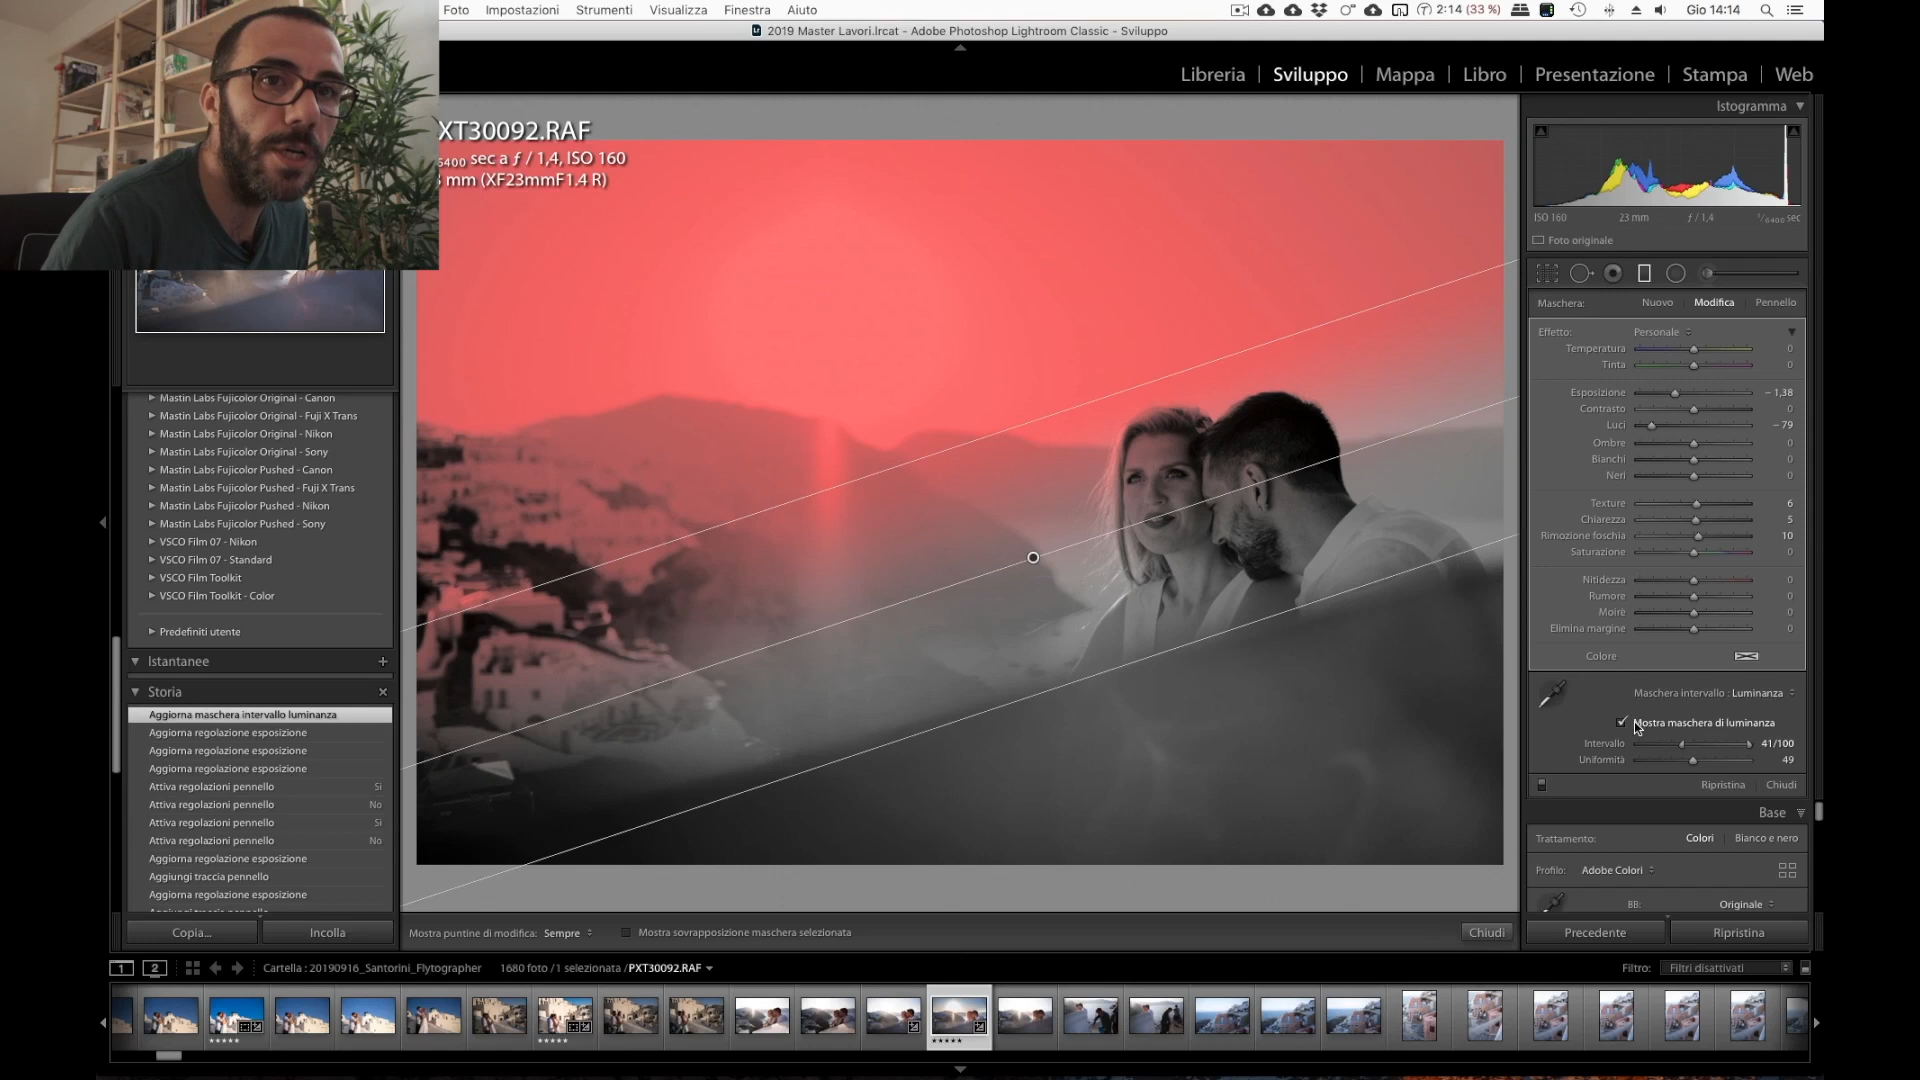 Foto Impostazioni Strumenti Visualizza Finestra Aiuto 2:14 (33 %) Gio 14:14
2019 Master Lavori.lrcat - Adobe Photoshop Lightroom Classic - Sviluppo
Libreria | Sviluppo | Mappa | Libro | Presentazione | Stampa | Web
XT30092.RAF
6400 sec a ƒ / 1,4, ISO 160
mm (XF23mmF1.4 R)
Mastin Labs Fujicolor Original - Canon
Mastin Labs Fujicolor Original - Fuji X Trans
Mastin Labs Fujicolor Original - Nikon
Mastin Labs Fujicolor Original - Sony
Mastin Labs Fujicolor Pushed - Canon
Mastin Labs Fujicolor Pushed - Fuji X Trans
Mastin Labs Fujicolor Pushed - Nikon
Mastin Labs Fujicolor Pushed - Sony
VSCO Film 07 - Nikon
VSCO Film 07 - Standard
VSCO Film Toolkit
VSCO Film Toolkit - Color
Predefiniti utente
Istantanee +
Storia
Aggiorna maschera intervallo luminanza
Aggiorna regolazione esposizione
Aggiorna regolazione esposizione
Aggiorna regolazione esposizione
Attiva regolazioni pennello Sì
Attiva regolazioni pennello No
Attiva regolazioni pennello Sì
Attiva regolazioni pennello No
Aggiorna regolazione esposizione
Aggiungi traccia pennello
Aggiorna regolazione esposizione
Aggiungi traccia pennello
Copia... Incolla
Mostra puntine di modifica: Sempre Mostra sovrapposizione maschera selezionata Chiudi
Istogramma
ISO 160 23 mm ƒ / 1,4 1/6400 sec
Foto originale
Maschera: Nuovo Modifica Pennello
Effetto: Personale
Temperatura 0
Tinta 0
Esposizione – 1,38
Contrasto 0
Luci – 79
Ombre 0
Bianchi 0
Neri 0
Texture 6
Chiarezza 5
Rimozione foschia 10
Saturazione 0
Nitidezza 0
Rumore 0
Moirè 0
Elimina margine 0
Colore
Maschera intervallo : Luminanza
Mostra maschera di luminanza
Intervallo 41/100
Uniformità 49
Ripristina Chiudi
Base
Trattamento: Colori | Bianco e nero
Profilo: Adobe Colori
BB: Originale
Precedente Ripristina
1 2 Cartella : 20190916_Santorini_Flytographer 1680 foto /1 selezionata /PXT30092.RAF Filtro: Filtri disattivati